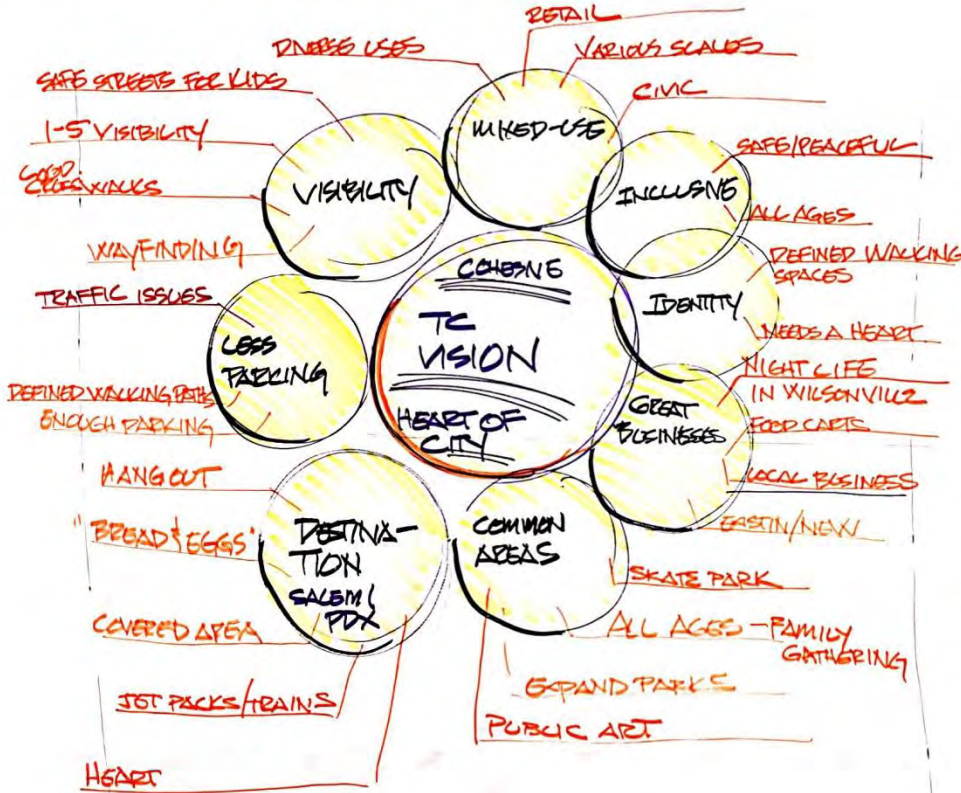 RETAIL
DIVERSE USES
VARIOUS SCALES
SAFE STREETS FOR KIDS
CIVIC
MIXED-USE
I-5 VISIBILITY
SAFE/PEACEFUL
GOOD
CROSSWALKS
VISIBILITY
INCLUSIVE
ALL AGES
WAYFINDING
DEFINED WALKING
SPACES
COHESIVE
TRAFFIC ISSUES
IDENTITY
TC
VISION
LESS
PARKING
NEEDS A HEART
NIGHT LIFE
IN WILSONVILLE
DEFINED WALKING PATHS
ENOUGH PARKING
HEART OF
CITY
GREAT
BUSINESSES
FOOD CARTS
HANGOUT
LOCAL BUSINESS
"BREAD & EGGS"
DESTINA-
TION
SALEM/
PDX
COMMON
AREAS
SKATE PARK
COVERED AREA
ALL AGES - FAMILY
GATHERING
EXPAND PARKS
JET PACKS/TRAINS
PUBLIC ART
HEART